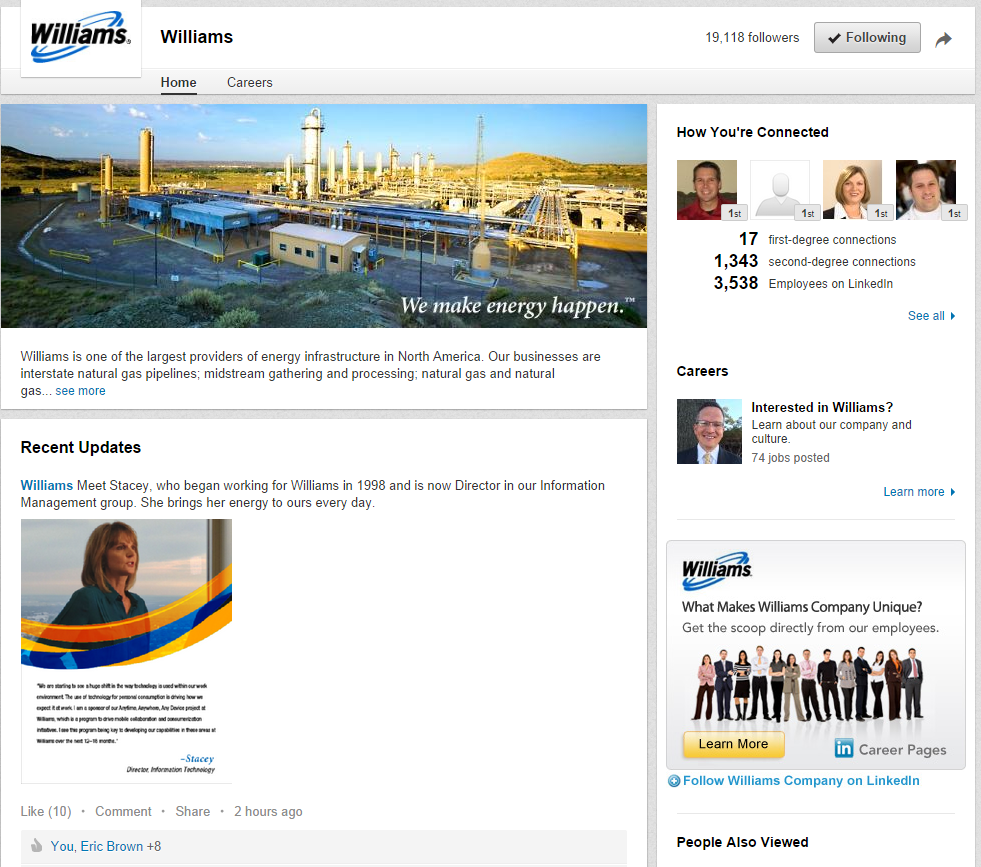 Williams®
Williams
19,118 followers
Following
Home
Careers
We make energy happen.™
Williams is one of the largest providers of energy infrastructure in North America. Our businesses are
interstate natural gas pipelines; midstream gathering and processing; natural gas and natural
gas... see more
Recent Updates
Williams Meet Stacey, who began working for Williams in 1998 and is now Director in our Information
Management group. She brings her energy to ours every day.
"We are starting to see a huge shift in the way technology is used within our work
environment. The use of technology for personal consumption is driving how we
expect it at work. I am a sponsor of our Anytime, Anywhere, Any Device project at
Williams, which is a program to drive mobile collaboration and consumerization
initiatives. I see this program being key to developing our capabilities in these areas at
Williams over the next 12–18 months."
~Stacey
Director, Information Technology
Like (10) • Comment • Share • 2 hours ago
You, Eric Brown +8
How You're Connected
1st
1st
1st
1st
17 first-degree connections
1,343 second-degree connections
3,538 Employees on LinkedIn
See all
Careers
Interested in Williams?
Learn about our company and
culture.
74 jobs posted
Learn more
Williams
What Makes Williams Company Unique?
Get the scoop directly from our employees.
Learn More
in Career Pages
Follow Williams Company on LinkedIn
People Also Viewed